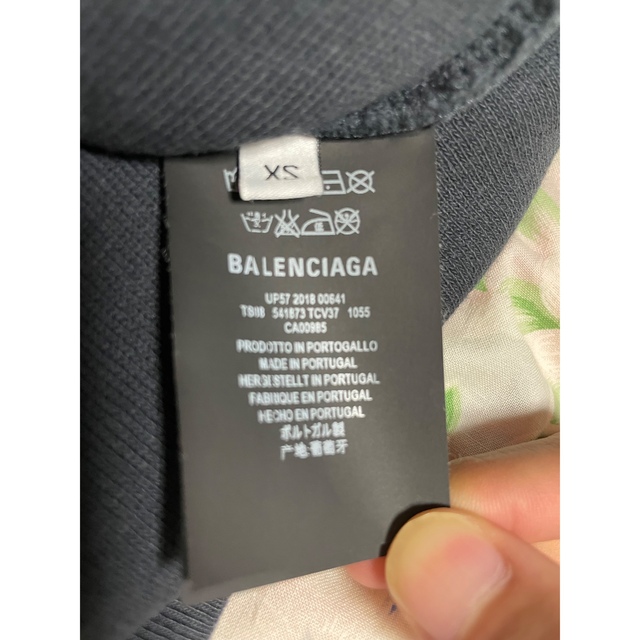 XS
BALENCIAGA
UP57 2018 00641
TSI18 541873 TCV37 1055
CA00985
PRODOTTO IN PORTOGALLO
MADE IN PORTUGAL
HERGESTELLT IN PORTUGAL
FABRIQUE EN PORTUGAL
HECHO EN PORTUGAL
ポルトガル製
产地:葡萄牙